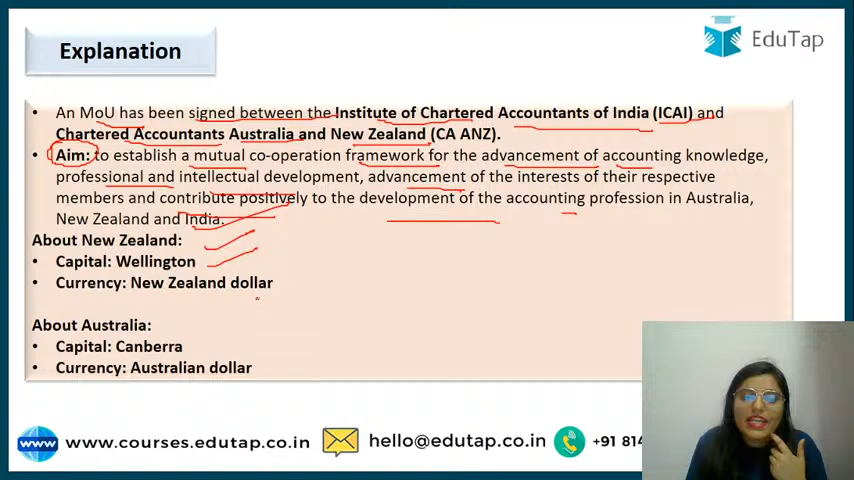 Explanation
EduTap
• An MoU has been signed between the Institute of Chartered Accountants of India (ICAI) and
Chartered Accountants Australia and New Zealand (CA ANZ).
• Aim: to establish a mutual co-operation framework for the advancement of accounting knowledge,
professional and intellectual development, advancement of the interests of their respective
members and contribute positively to the development of the accounting profession in Australia,
New Zealand and India.
About New Zealand:
• Capital: Wellington
• Currency: New Zealand dollar
About Australia:
• Capital: Canberra
• Currency: Australian dollar
www www.courses.edutap.co.in hello@edutap.co.in +91 814